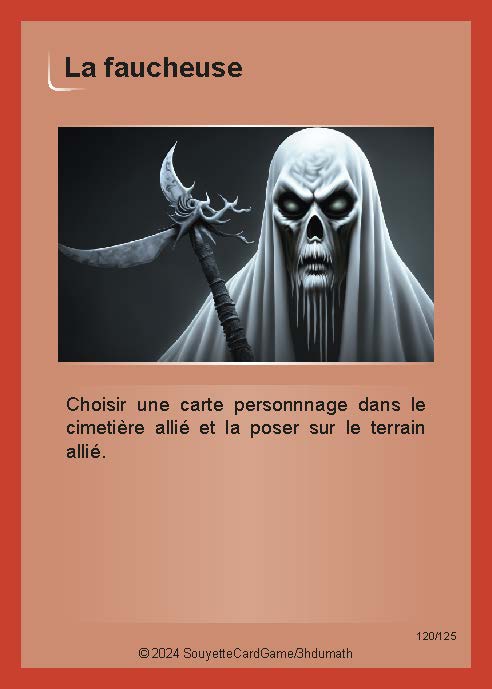 La faucheuse
Choisir une carte personnnage dans le
cimetière allié et la poser sur le terrain
allié.
120/125
© 2024 SouyetteCardGame/3hdumath